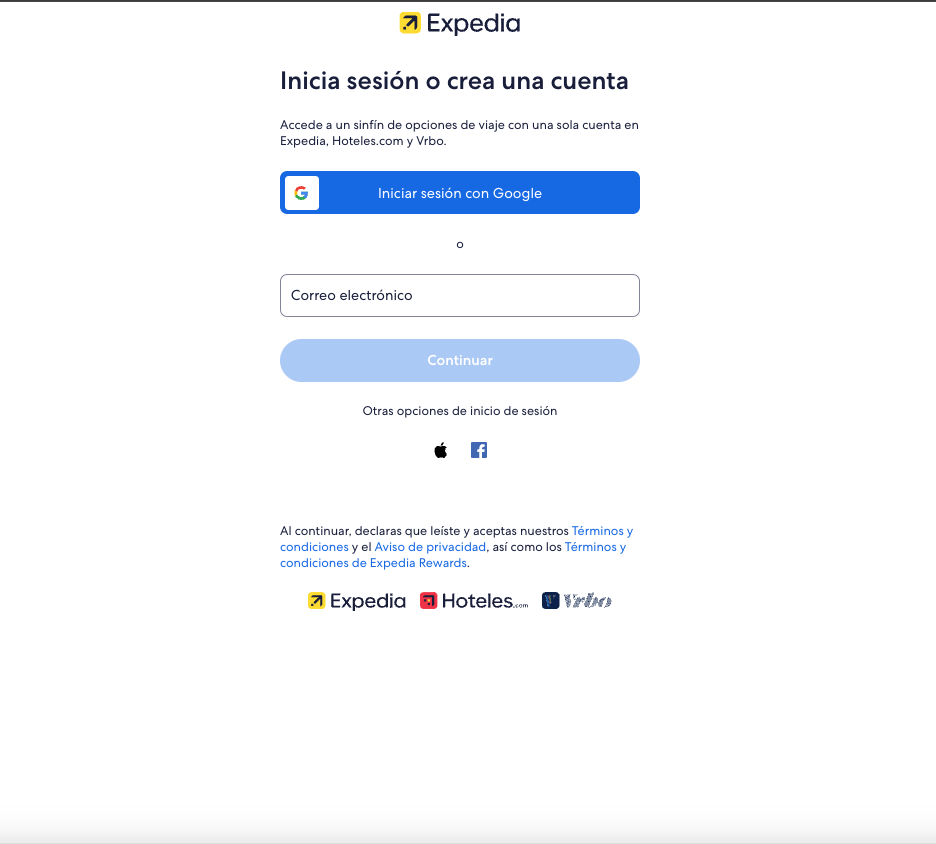 Expedia
Inicia sesión o crea una cuenta
Accede a un sinfín de opciones de viaje con una sola cuenta en
Expedia, Hoteles.com y Vrbo.
Iniciar sesión con Google
o
Correo electrónico
Continuar
Otras opciones de inicio de sesión
Al continuar, declaras que leíste y aceptas nuestros Términos y
condiciones y el Aviso de privacidad, así como los Términos y
condiciones de Expedia Rewards.
Expedia Hoteles.com Vrbo